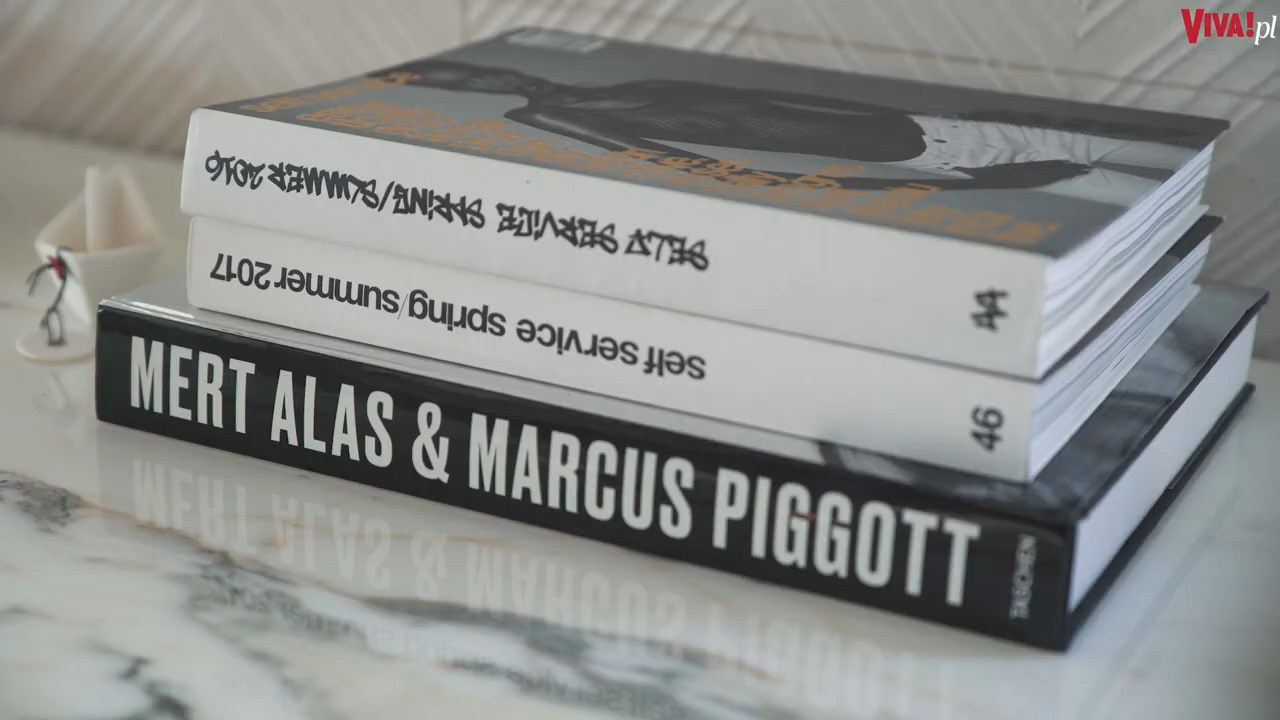 VIVA!pl
SELF SERVICE SPRING/SUMMER 2016
44
self service spring/summer 2017
46
MERT ALAS & MARCUS PIGGOTT
TASCHEN